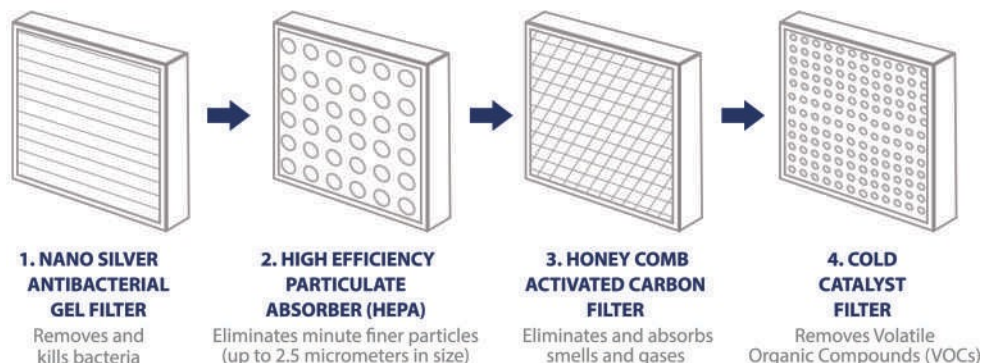 1. NANO SILVER
ANTIBACTERIAL
GEL FILTER
Removes and
kills bacteria
2. HIGH EFFICIENCY
PARTICULATE
ABSORBER (HEPA)
Eliminates minute finer particles
(up to 2.5 micrometers in size)
3. HONEY COMB
ACTIVATED CARBON
FILTER
Eliminates and absorbs
smells and gases
4. COLD
CATALYST
FILTER
Removes Volatile
Organic Compounds (VOCs)